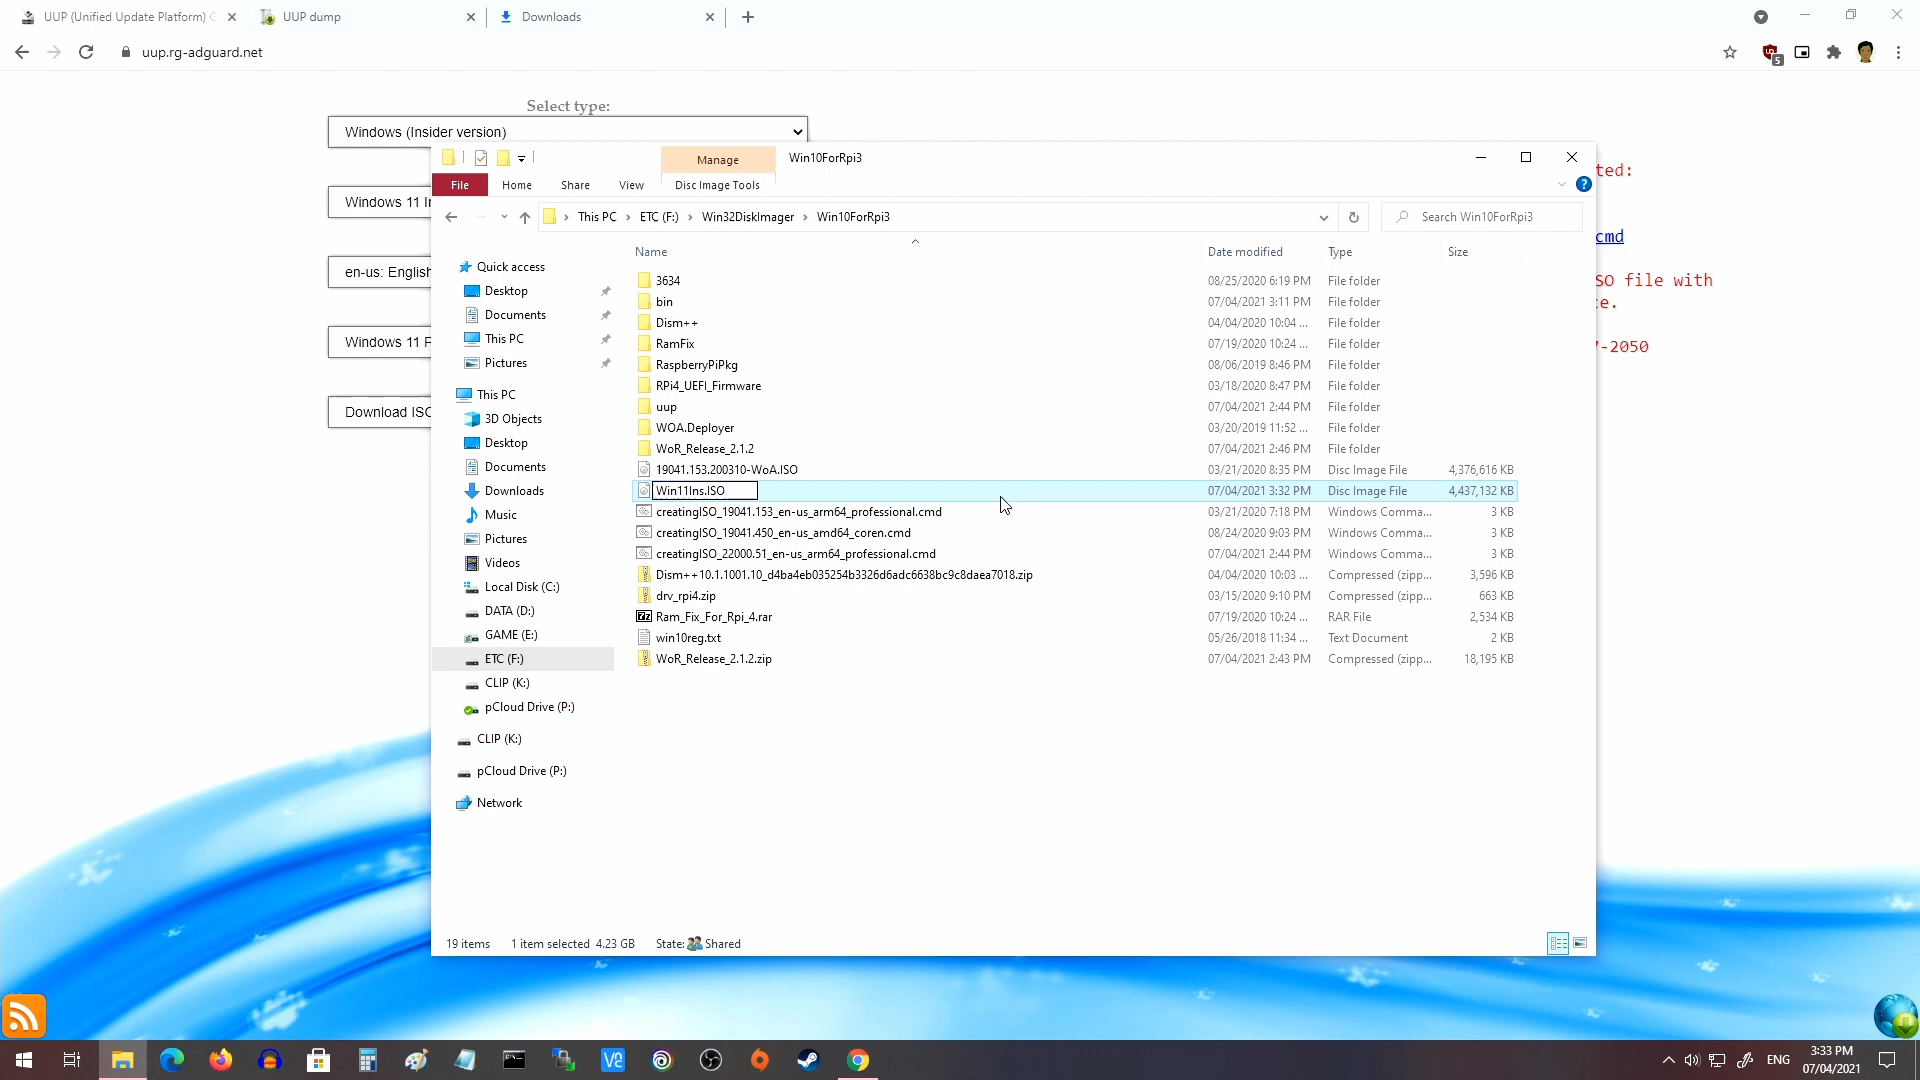 UUP (Unified Update Platform) G
UUP dump
Downloads
uup.rg-adguard.net
5
Select type:
Windows (Insider version)
Windows 11 In
en-us: English
Windows 11 P
Download ISO
ted:
cmd
SO file with
ce.
7-2050
Manage
Win10ForRpi3
File
Home
Share
View
Disc Image Tools
This PC
ETC (F:)
Win32DiskImager
Win10ForRpi3
Search Win10ForRpi3
Name
Date modified
Type
Size
Quick access
Desktop
Documents
This PC
Pictures
This PC
3D Objects
Desktop
Documents
Downloads
Music
Pictures
Videos
Local Disk (C:)
DATA (D:)
GAME (E:)
ETC (F:)
CLIP (K:)
pCloud Drive (P:)
CLIP (K:)
pCloud Drive (P:)
Network
3634 08/25/2020 6:19 PM File folder
bin 07/04/2021 3:11 PM File folder
Dism++ 04/04/2020 10:04 ... File folder
RamFix 07/19/2020 10:24 ... File folder
RaspberryPiPkg 08/06/2019 8:46 PM File folder
RPi4_UEFI_Firmware 03/18/2020 8:47 PM File folder
uup 07/04/2021 2:44 PM File folder
WOA.Deployer 03/20/2019 11:52 ... File folder
WoR_Release_2.1.2 07/04/2021 2:46 PM File folder
19041.153.200310-WoA.ISO 03/21/2020 8:35 PM Disc Image File 4,376,616 KB
Win11Ins.ISO 07/04/2021 3:32 PM Disc Image File 4,437,132 KB
creatingISO_19041.153_en-us_arm64_professional.cmd 03/21/2020 7:18 PM Windows Comma... 3 KB
creatingISO_19041.450_en-us_amd64_coren.cmd 08/24/2020 9:03 PM Windows Comma... 3 KB
creatingISO_22000.51_en-us_arm64_professional.cmd 07/04/2021 2:44 PM Windows Comma... 3 KB
Dism++10.1.1001.10_d4ba4eb035254b3326d6adc6638bc9c8daea7018.zip 04/04/2020 10:03 ... Compressed (zipp... 3,596 KB
drv_rpi4.zip 03/15/2020 9:10 PM Compressed (zipp... 663 KB
Ram_Fix_For_Rpi_4.rar 07/19/2020 10:24 ... RAR File 2,534 KB
win10reg.txt 05/26/2018 11:34 ... Text Document 2 KB
WoR_Release_2.1.2.zip 07/04/2021 2:43 PM Compressed (zipp... 18,195 KB
19 items 1 item selected 4.23 GB State: Shared
ENG
3:33 PM
07/04/2021